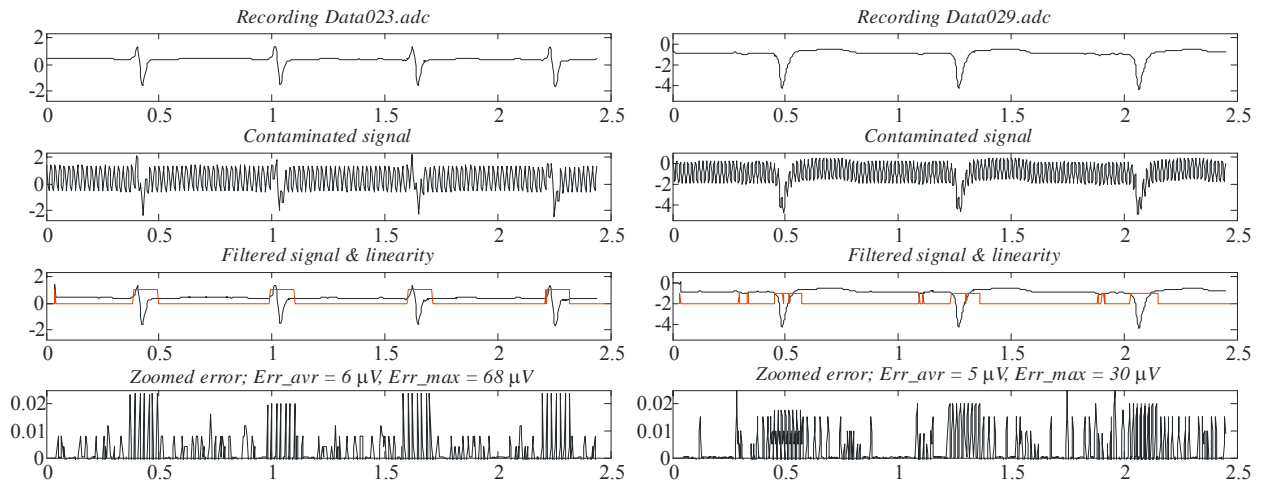 Recording Data023.adc
2
0
-2
0 0.5 1 1.5 2 2.5
Contaminated signal
2
0
-2
0 0.5 1 1.5 2 2.5
Filtered signal & linearity
2
0
-2
0 0.5 1 1.5 2 2.5
Zoomed error; Err_avr = 6 μV, Err_max = 68 μV
0.02
0.01
0
0 0.5 1 1.5 2 2.5
Recording Data029.adc
0
-2
-4
0 0.5 1 1.5 2 2.5
Contaminated signal
0
-2
-4
0 0.5 1 1.5 2 2.5
Filtered signal & linearity
0
-2
-4
0 0.5 1 1.5 2 2.5
Zoomed error; Err_avr = 5 μV, Err_max = 30 μV
0.02
0.01
0
0 0.5 1 1.5 2 2.5